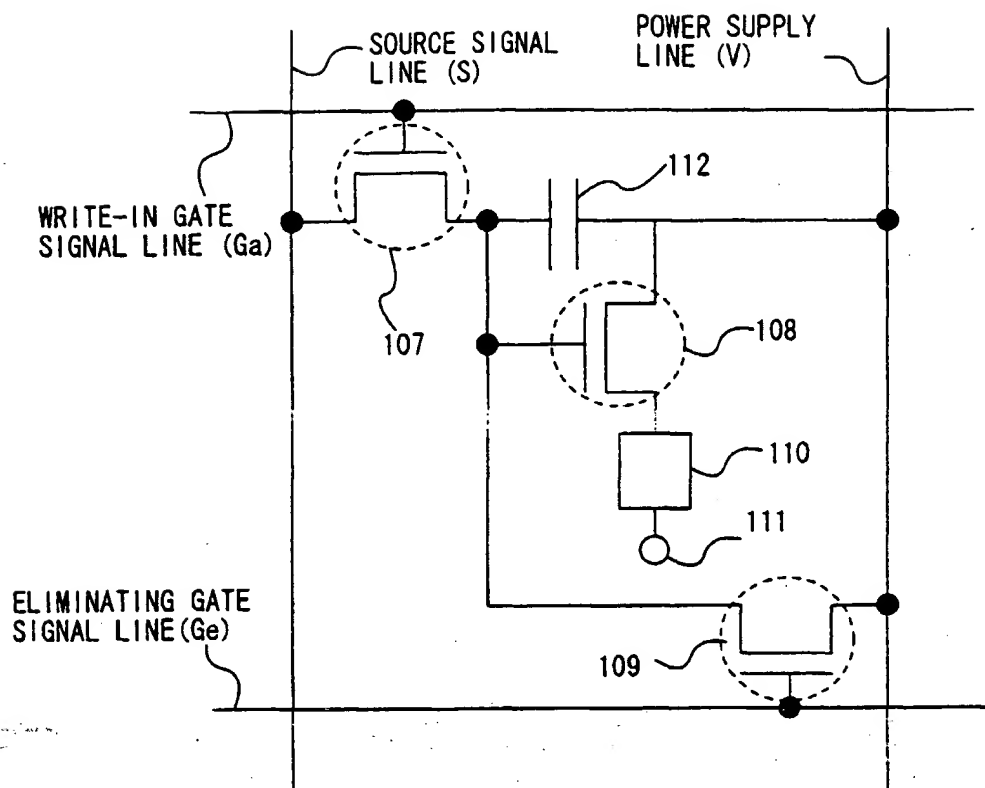 SOURCE SIGNAL
LINE (S)
POWER SUPPLY
LINE (V)
112
WRITE-IN GATE
SIGNAL LINE (Ga)
107
108
110
111
ELIMINATING GATE
SIGNAL LINE(Ge)
109